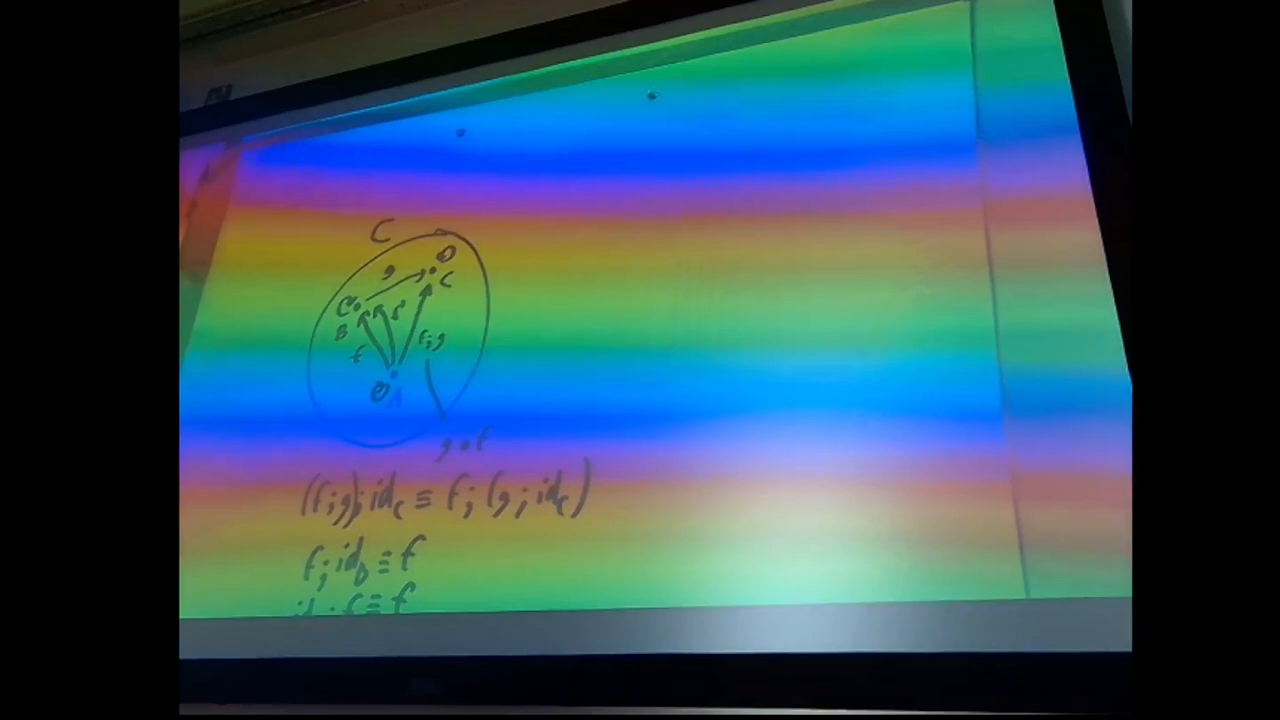 C
g
C
B
f
f'
f;g
A
g∘f
(f;g);id_C ≡ f;(g;id_C)
f;id_B ≡ f
f ≡ f